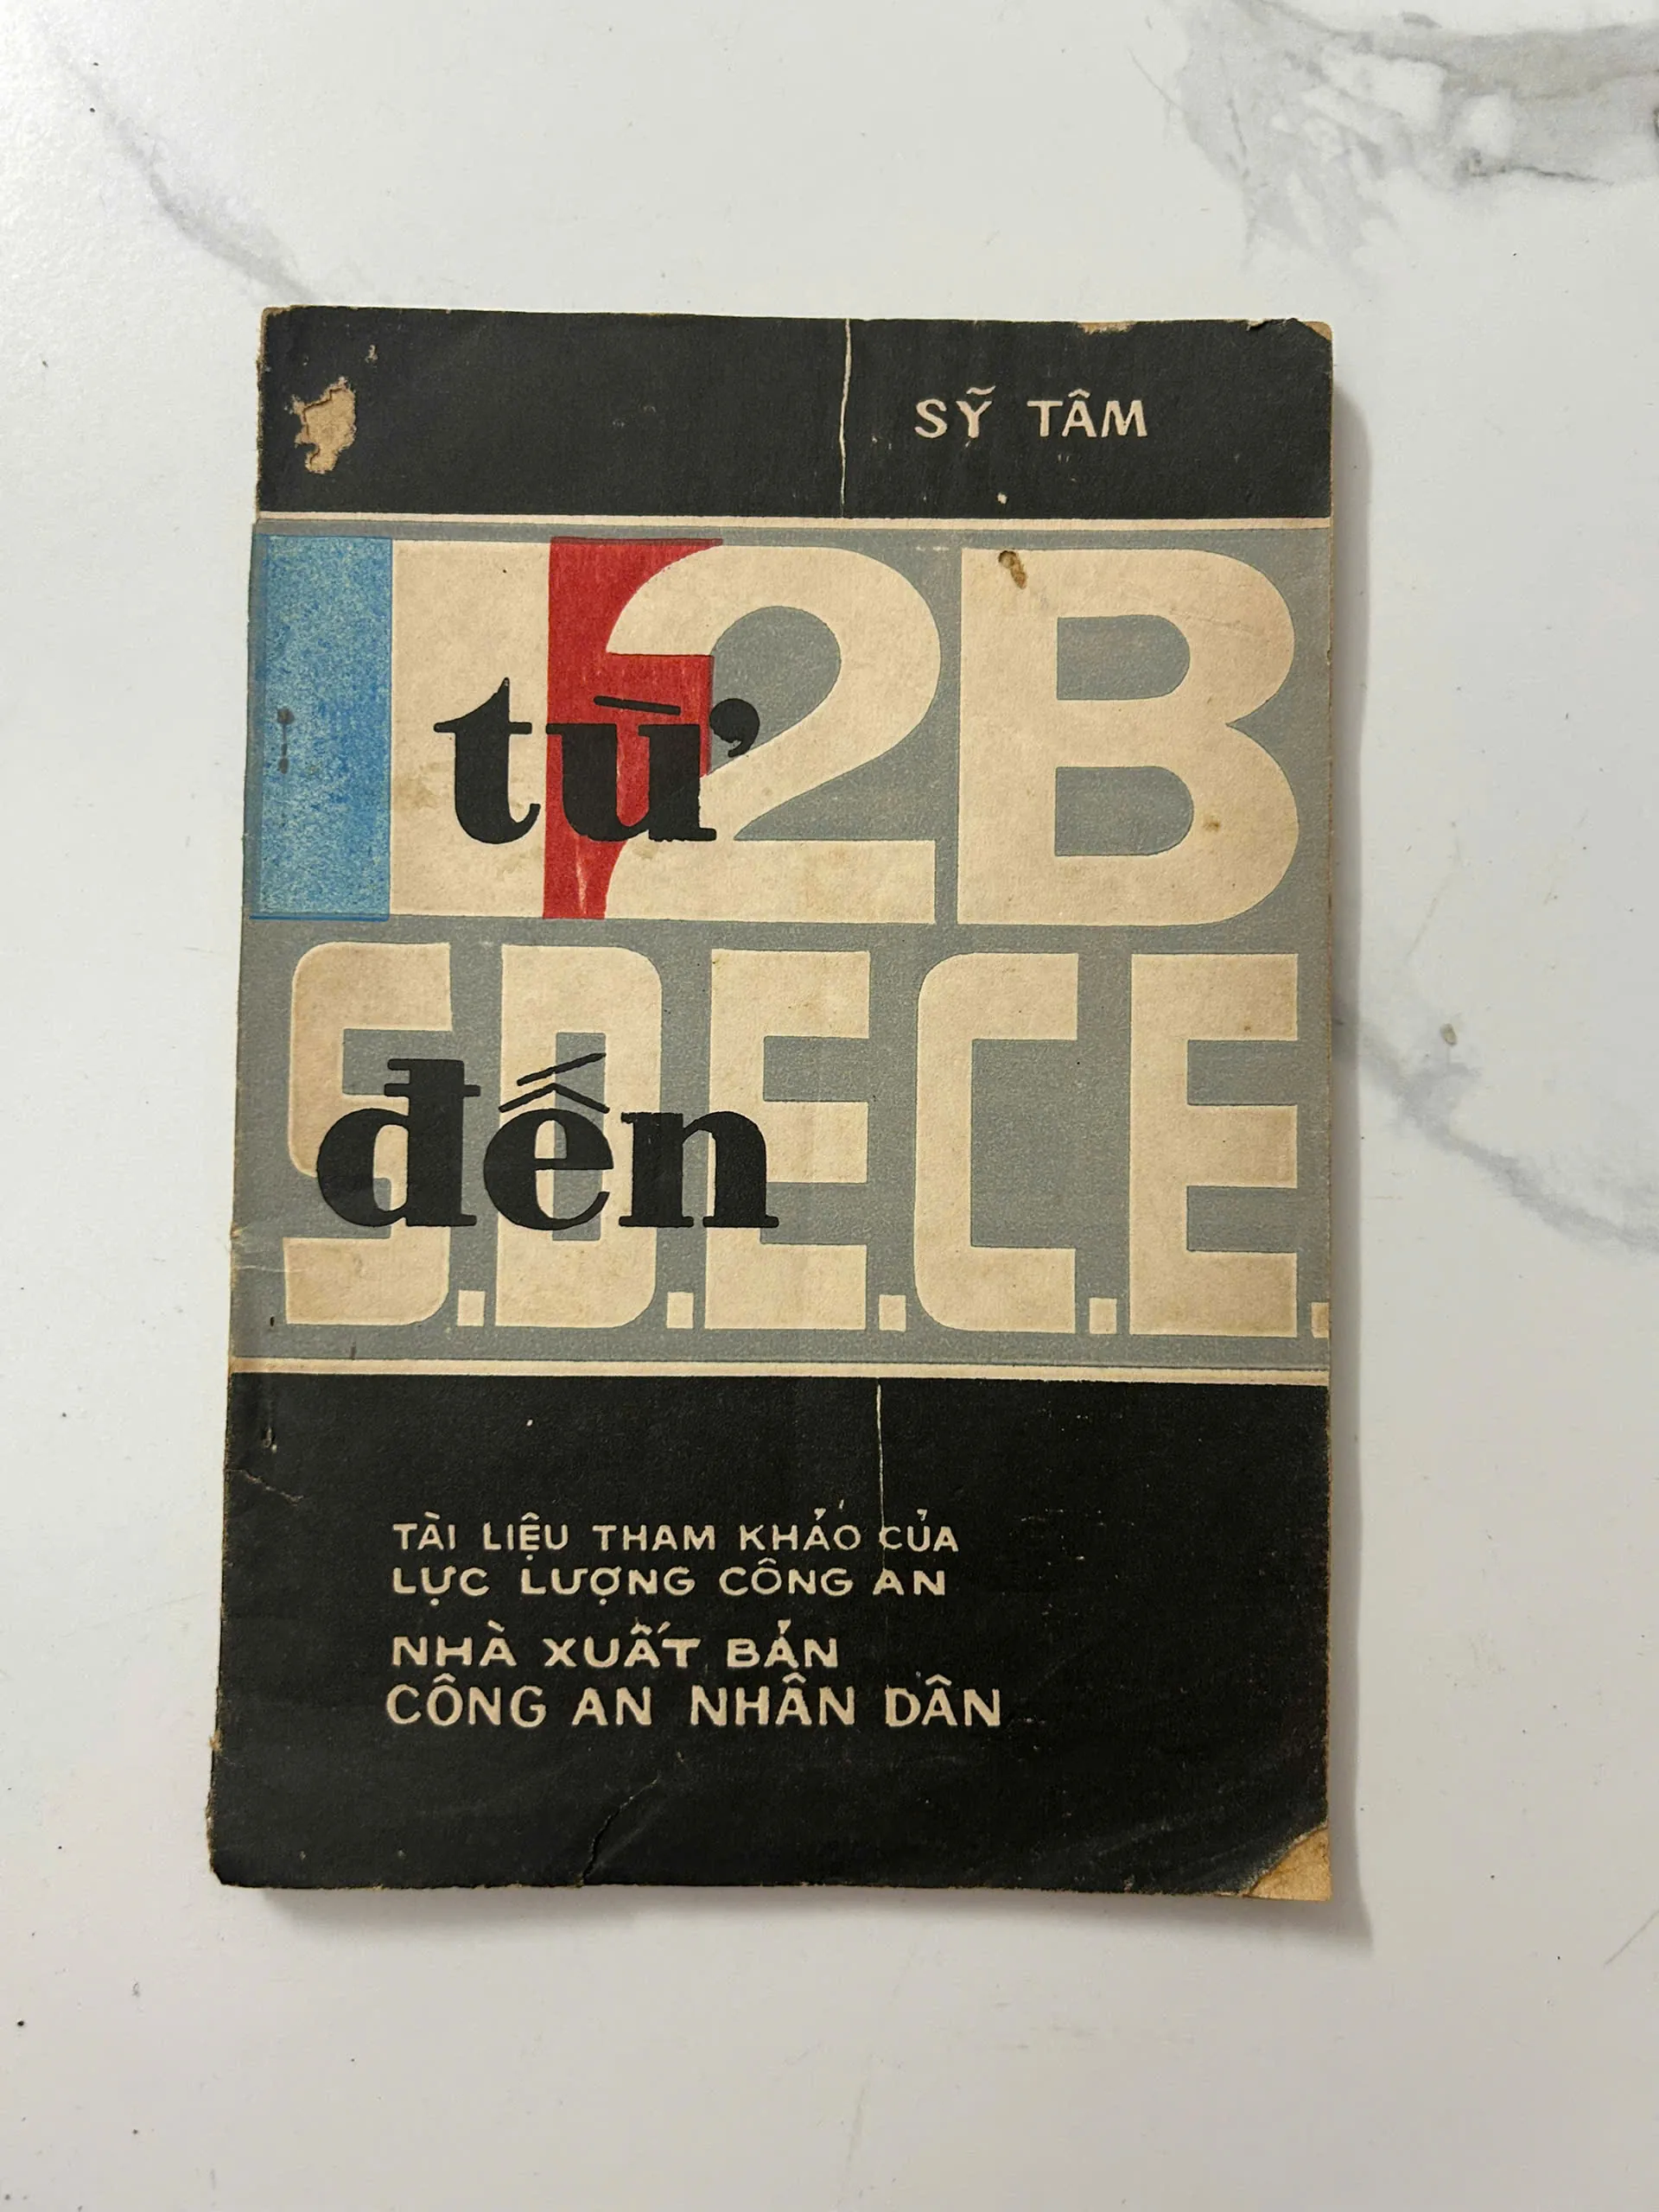 SỸ TÂM
từ 2B
đến S.D.E.C.E.
TÀI LIỆU THAM KHẢO CỦA
LỰC LƯỢNG CÔNG AN
NHÀ XUẤT BẢN
CÔNG AN NHÂN DÂN